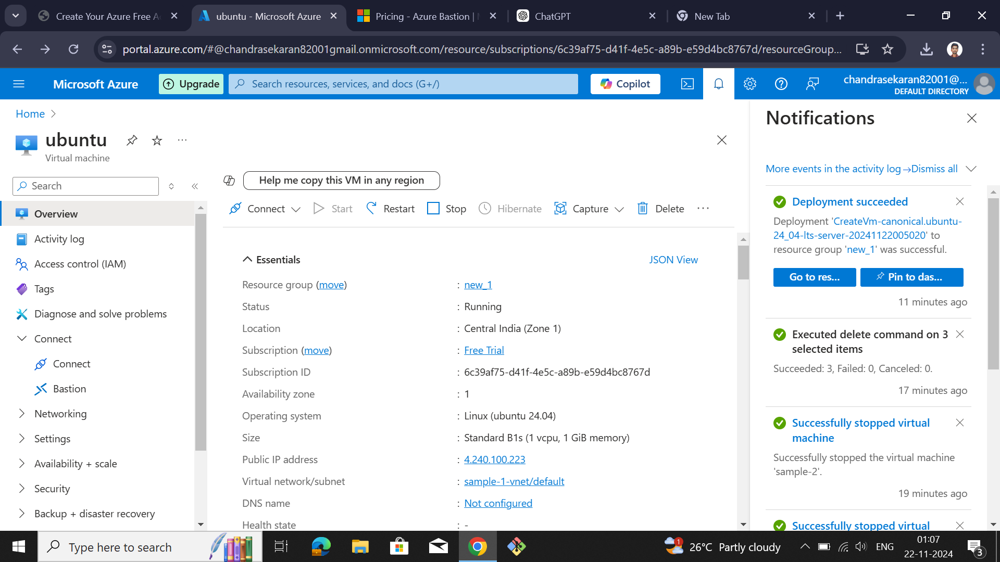 Create Your Azure Free A
ubuntu - Microsoft Azure
Pricing - Azure Bastion |
ChatGPT
New Tab
portal.azure.com/#@chandrasekaran82001gmail.onmicrosoft.com/resource/subscriptions/6c39af75-d41f-4e5c-a89b-e59d4bc8767d/resourceGroup...
Microsoft Azure
Upgrade
Search resources, services, and docs (G+/)
Copilot
chandrasekaran82001@...
DEFAULT DIRECTORY
Home
ubuntu
Virtual machine
Search
Overview
Activity log
Access control (IAM)
Tags
Diagnose and solve problems
Connect
Connect
Bastion
Networking
Settings
Availability + scale
Security
Backup + disaster recovery
Help me copy this VM in any region
Connect
Start
Restart
Stop
Hibernate
Capture
Delete
Essentials
JSON View
Resource group (move) : new_1
Status : Running
Location : Central India (Zone 1)
Subscription (move) : Free Trial
Subscription ID : 6c39af75-d41f-4e5c-a89b-e59d4bc8767d
Availability zone : 1
Operating system : Linux (ubuntu 24.04)
Size : Standard B1s (1 vcpu, 1 GiB memory)
Public IP address : 4.240.100.223
Virtual network/subnet : sample-1-vnet/default
DNS name : Not configured
Health state : -
Notifications
More events in the activity log → Dismiss all
Deployment succeeded
Deployment 'CreateVm-canonical.ubuntu-
24_04-lts-server-20241122005020' to
resource group 'new_1' was successful.
Go to res...
Pin to das...
11 minutes ago
Executed delete command on 3
selected items
Succeeded: 3, Failed: 0, Canceled: 0.
17 minutes ago
Successfully stopped virtual
machine
Successfully stopped the virtual machine
'sample-2'.
19 minutes ago
Successfully stopped virtual
Type here to search
1
26°C Partly cloudy
ENG
01:07
22-11-2024
3